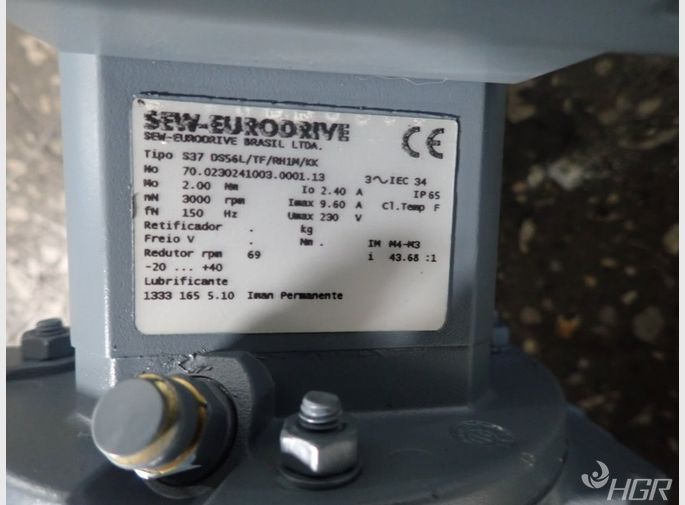 SEW-EURODRIVE
SEW-EURODRIVE BRASIL LTDA.
CE
Tipo S37 DS56L/TF/RH1M/KK
No 70.0230241003.0001.13 3~IEC 34
Mo 2.00 Nm Io 2.40 A IP65
nN 3000 rpm Imax 9.60 A Cl.Temp F
fN 150 Hz Umax 230 V
Retificador . kg
Freio V . Nm . IM M4-M3
Redutor rpm 69 i 43.68 :1
-20 ... +40
Lubrificante
1333 165 5.10 Iman Permanente
HGR